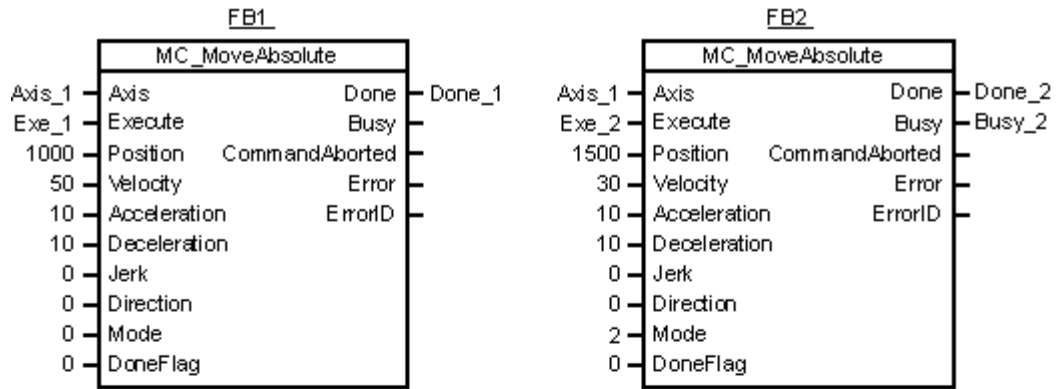 FB1 FB2
MC_MoveAbsolute MC_MoveAbsolute
Axis_1 Axis Done Done_1 Axis_1 Axis Done Done_2
Exe_1 Execute Busy Exe_2 Execute Busy Busy_2
1000 Position CommandAborted 1500 Position CommandAborted
50 Velocity Error 30 Velocity Error
10 Acceleration ErrorID 10 Acceleration ErrorID
10 Deceleration 10 Deceleration
0 Jerk 0 Jerk
0 Direction 0 Direction
0 Mode 2 Mode
0 DoneFlag 0 DoneFlag